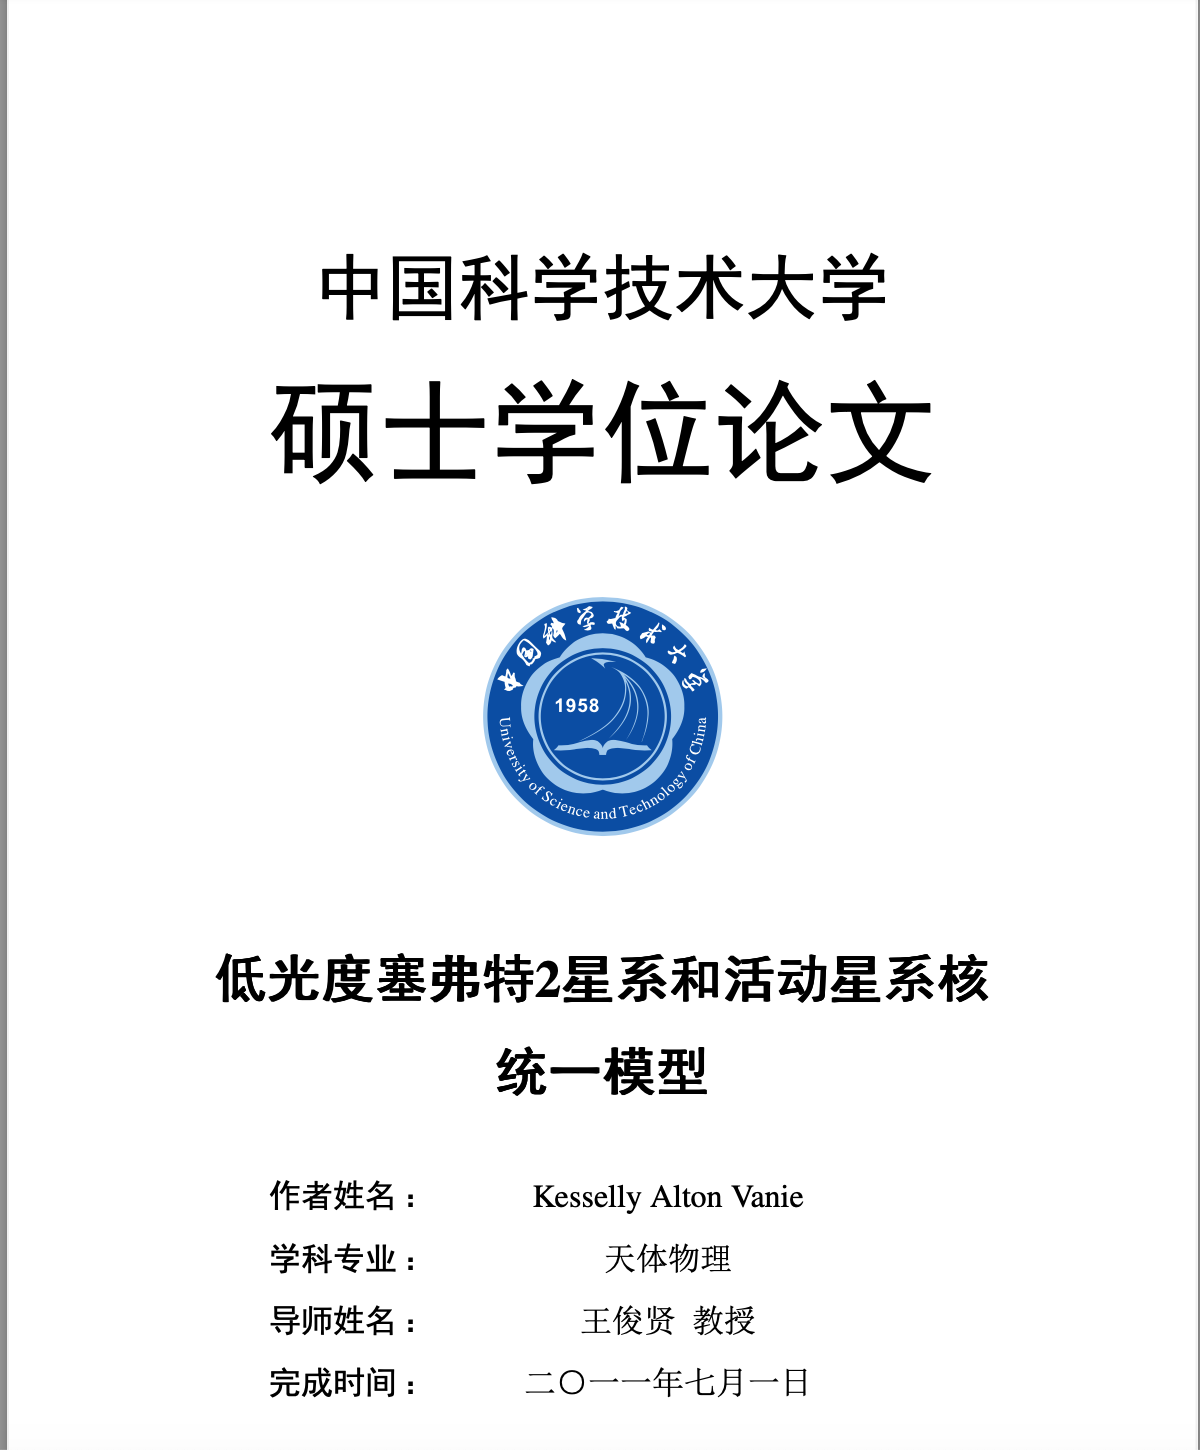 中国科学技术大学
硕士学位论文
中国科学技术大学
1958
University of Science and Technology of China
低光度塞弗特2星系和活动星系核
统一模型
作者姓名： Kesselly Alton Vanie
学科专业： 天体物理
导师姓名： 王俊贤 教授
完成时间： 二〇一一年七月一日